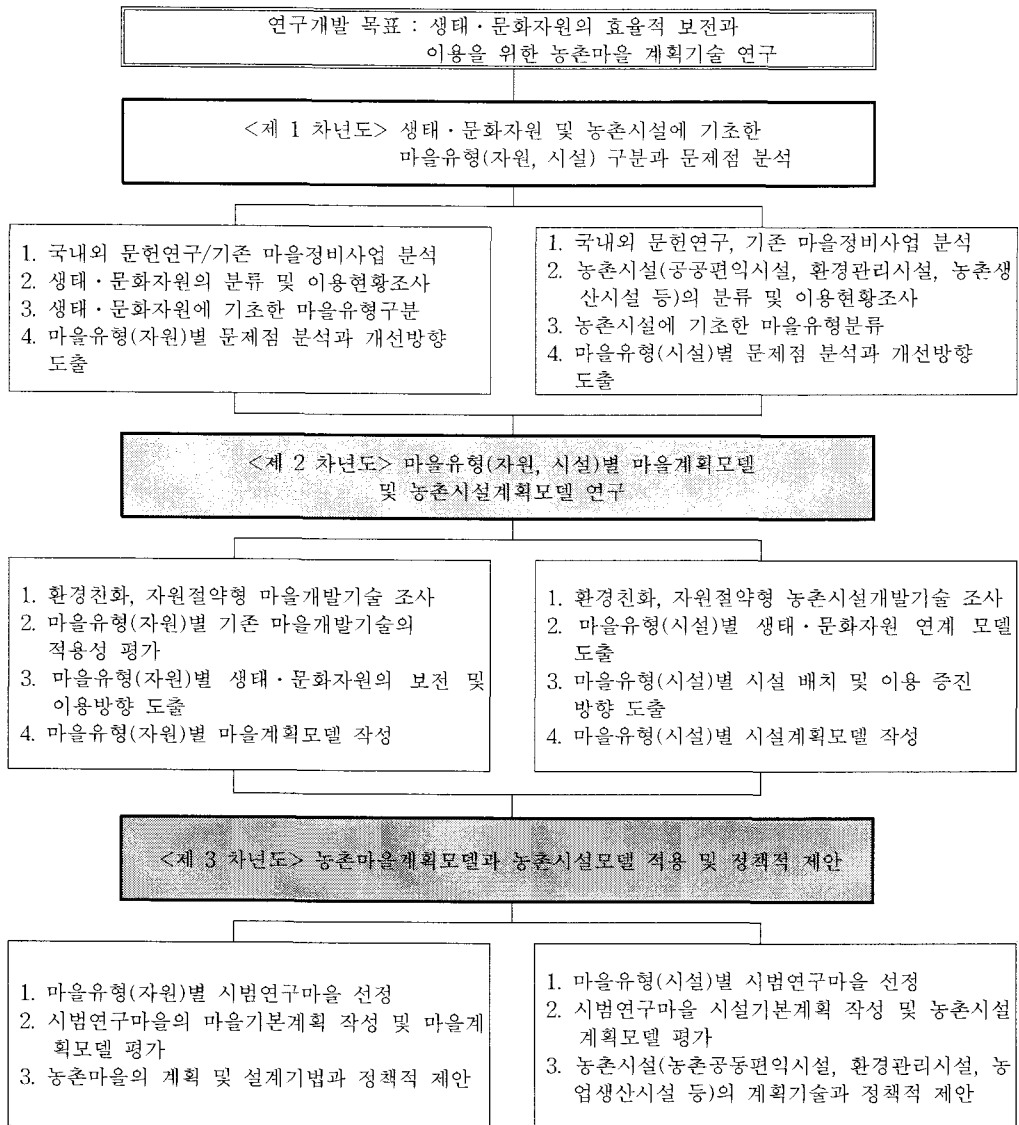 연구개발 목표 : 생태·문화자원의 효율적 보전과
이용을 위한 농촌마을 계획기술 연구
<제 1 차년도> 생태·문화자원 및 농촌시설에 기초한
마을유형(자원, 시설) 구분과 문제점 분석
1. 국내외 문헌연구/기존 마을정비사업 분석
2. 생태·문화자원의 분류 및 이용현황조사
3. 생태·문화자원에 기초한 마을유형구분
4. 마을유형(자원)별 문제점 분석과 개선방향
도출
1. 국내외 문헌연구, 기존 마을정비사업 분석
2. 농촌시설(공공편익시설, 환경관리시설, 농촌생
산시설 등)의 분류 및 이용현황조사
3. 농촌시설에 기초한 마을유형분류
4. 마을유형(시설)별 문제점 분석과 개선방향
도출
<제 2 차년도> 마을유형(자원, 시설)별 마을계획모델
및 농촌시설계획모델 연구
1. 환경친화, 자원절약형 마을개발기술 조사
2. 마을유형(자원)별 기존 마을개발기술의
적용성 평가
3. 마을유형(자원)별 생태·문화자원의 보전 및
이용방향 도출
4. 마을유형(자원)별 마을계획모델 작성
1. 환경친화, 자원절약형 농촌시설개발기술 조사
2. 마을유형(시설)별 생태·문화자원 연계 모델
도출
3. 마을유형(시설)별 시설 배치 및 이용 증진
방향 도출
4. 마을유형(시설)별 시설계획모델 작성
<제 3 차년도> 농촌마을계획모델과 농촌시설모델 적용 및 정책적 제안
1. 마을유형(자원)별 시범연구마을 선정
2. 시범연구마을의 마을기본계획 작성 및 마을계
획모델 평가
3. 농촌마을의 계획 및 설계기법과 정책적 제안
1. 마을유형(시설)별 시범연구마을 선정
2. 시범연구마을 시설기본계획 작성 및 농촌시설
계획모델 평가
3. 농촌시설(농촌공동편익시설, 환경관리시설, 농
업생산시설 등)의 계획기술과 정책적 제안